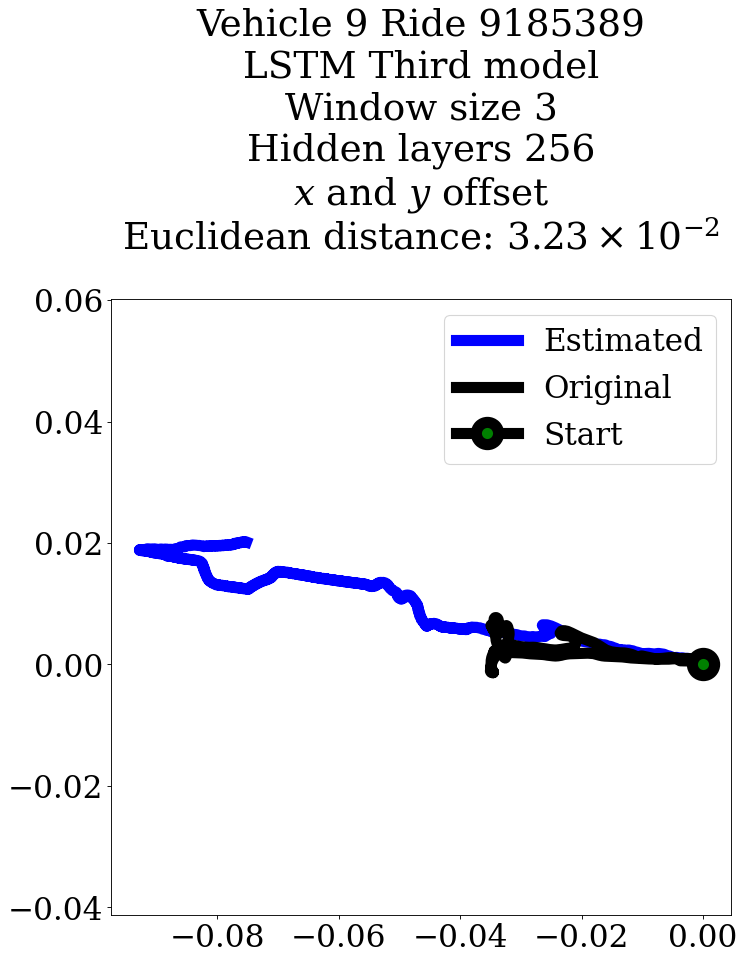 Vehicle 9 Ride 9185389
LSTM Third model
Window size 3
Hidden layers 256
x and y offset
Euclidean distance: 3.23 × 10⁻²
Estimated
Original
Start
0.06
0.04
0.02
0.00
−0.02
−0.04
−0.08 −0.06 −0.04 −0.02 0.00